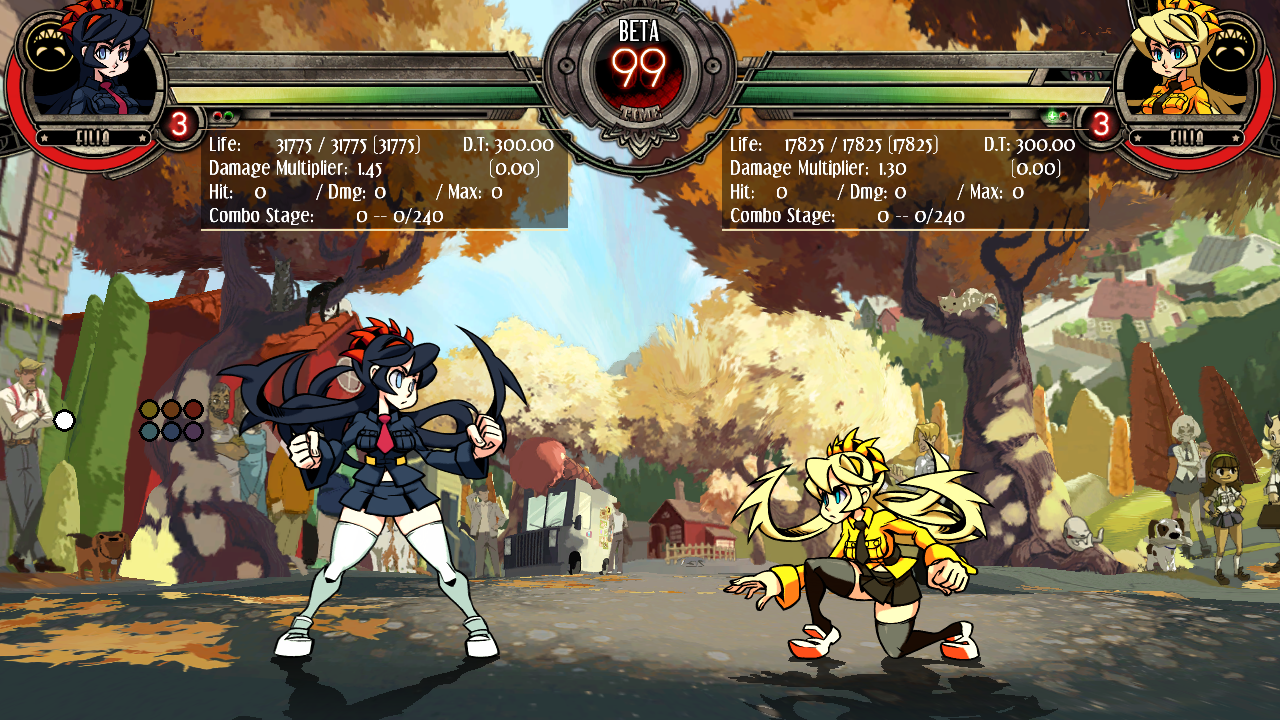 BETA
99
TIME
FILIA
FILIA
3
3
Life: 31775 / 31775 (31775) D.T: 300.00
Damage Multiplier: 1.45 (0.00)
Hit: 0 / Dmg: 0 / Max: 0
Combo Stage: 0 -- 0/240
Life: 17825 / 17825 (17825) D.T: 300.00
Damage Multiplier: 1.30 (0.00)
Hit: 0 / Dmg: 0 / Max: 0
Combo Stage: 0 -- 0/240